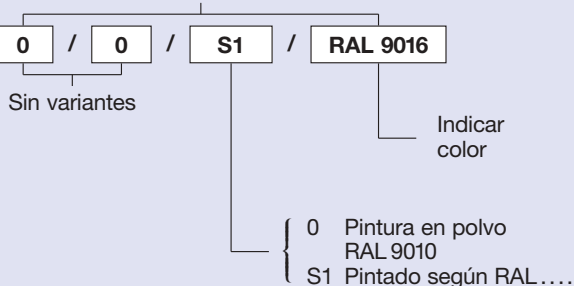 0 / 0 / S1 / RAL 9016
Sin variantes
Indicar
color
0 Pintura en polvo
RAL 9010
S1 Pintado según RAL....